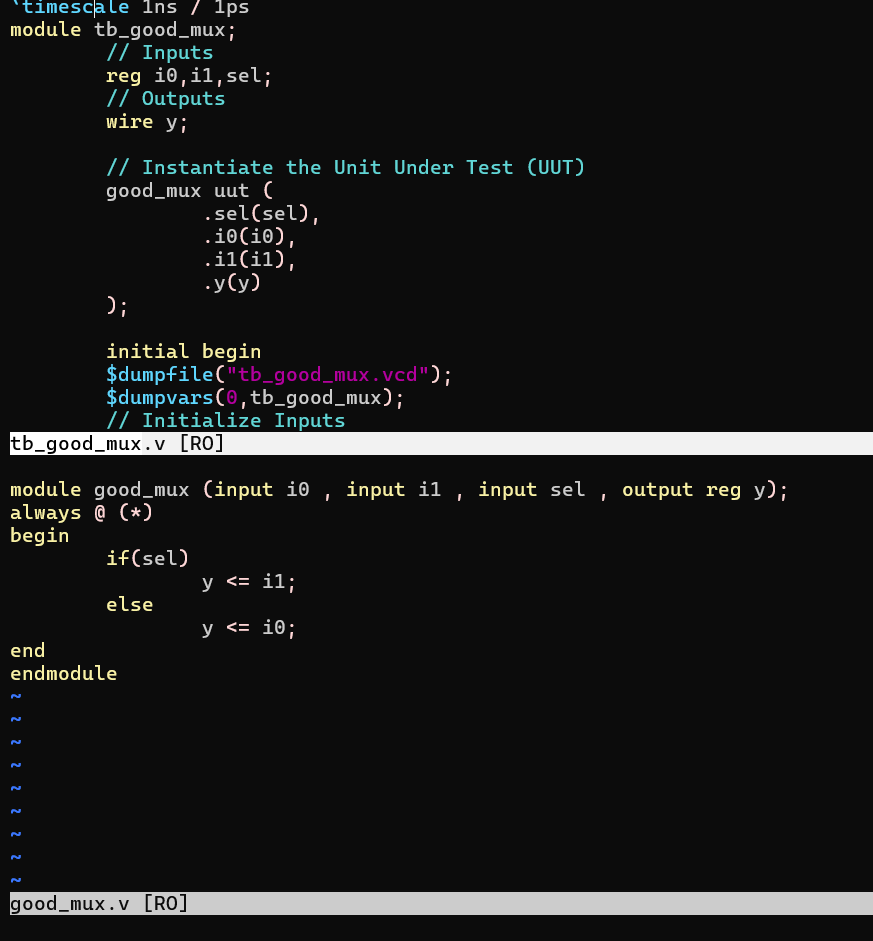 `timescale 1ns / 1ps
module tb_good_mux;
        // Inputs
        reg i0,i1,sel;
        // Outputs
        wire y;

        // Instantiate the Unit Under Test (UUT)
        good_mux uut (
                .sel(sel),
                .i0(i0),
                .i1(i1),
                .y(y)
        );

        initial begin
        $dumpfile("tb_good_mux.vcd");
        $dumpvars(0,tb_good_mux);
        // Initialize Inputs
tb_good_mux.v [RO]

module good_mux (input i0 , input i1 , input sel , output reg y);
always @ (*)
begin
        if(sel)
                y <= i1;
        else
                y <= i0;
end
endmodule
~
~
~
~
~
~
~
~
~
good_mux.v [RO]